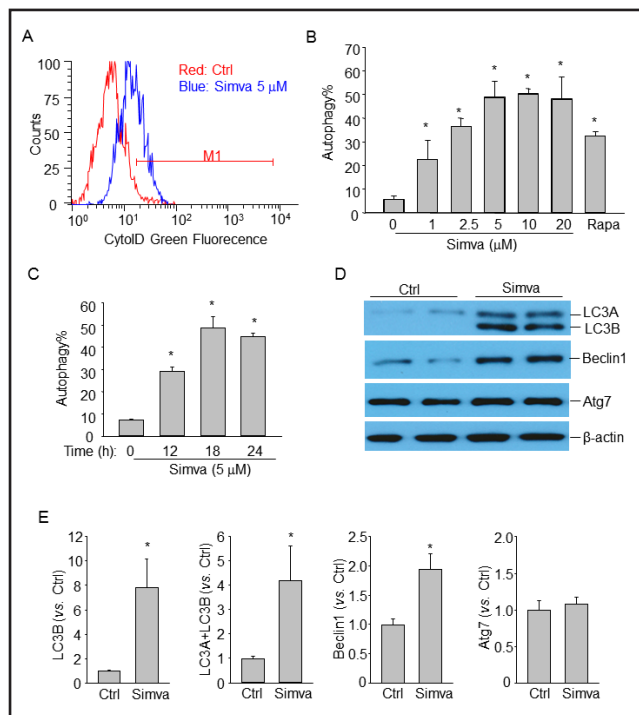 A
Red: Ctrl
Blue: Simva 5 µM
Counts
100
75
50
25
0
M1
10⁰ 10¹ 10² 10³ 10⁴
CytoID Green Fluorecence
B
Autophagy%
70
60
50
40
30
20
10
0
* * * * * *
0 1 2.5 5 10 20 Rapa
Simva (µM)
C
Autophagy%
60
50
40
30
20
10
0
* * *
Time (h): 0 12 18 24
Simva (5 µM)
D
Ctrl Simva
LC3A
LC3B
Beclin1
Atg7
β-actin
E
LC3B (vs. Ctrl)
12
10
8
6
4
2
0
*
Ctrl Simva
LC3A+LC3B (vs. Ctrl)
6
5
4
3
2
1
0
*
Ctrl Simva
Beclin1 (vs. Ctrl)
2.5
2.0
1.5
1.0
0.5
0.0
*
Ctrl Simva
Atg7 (vs. Ctrl)
2.0
1.5
1.0
0.5
0.0
Ctrl Simva